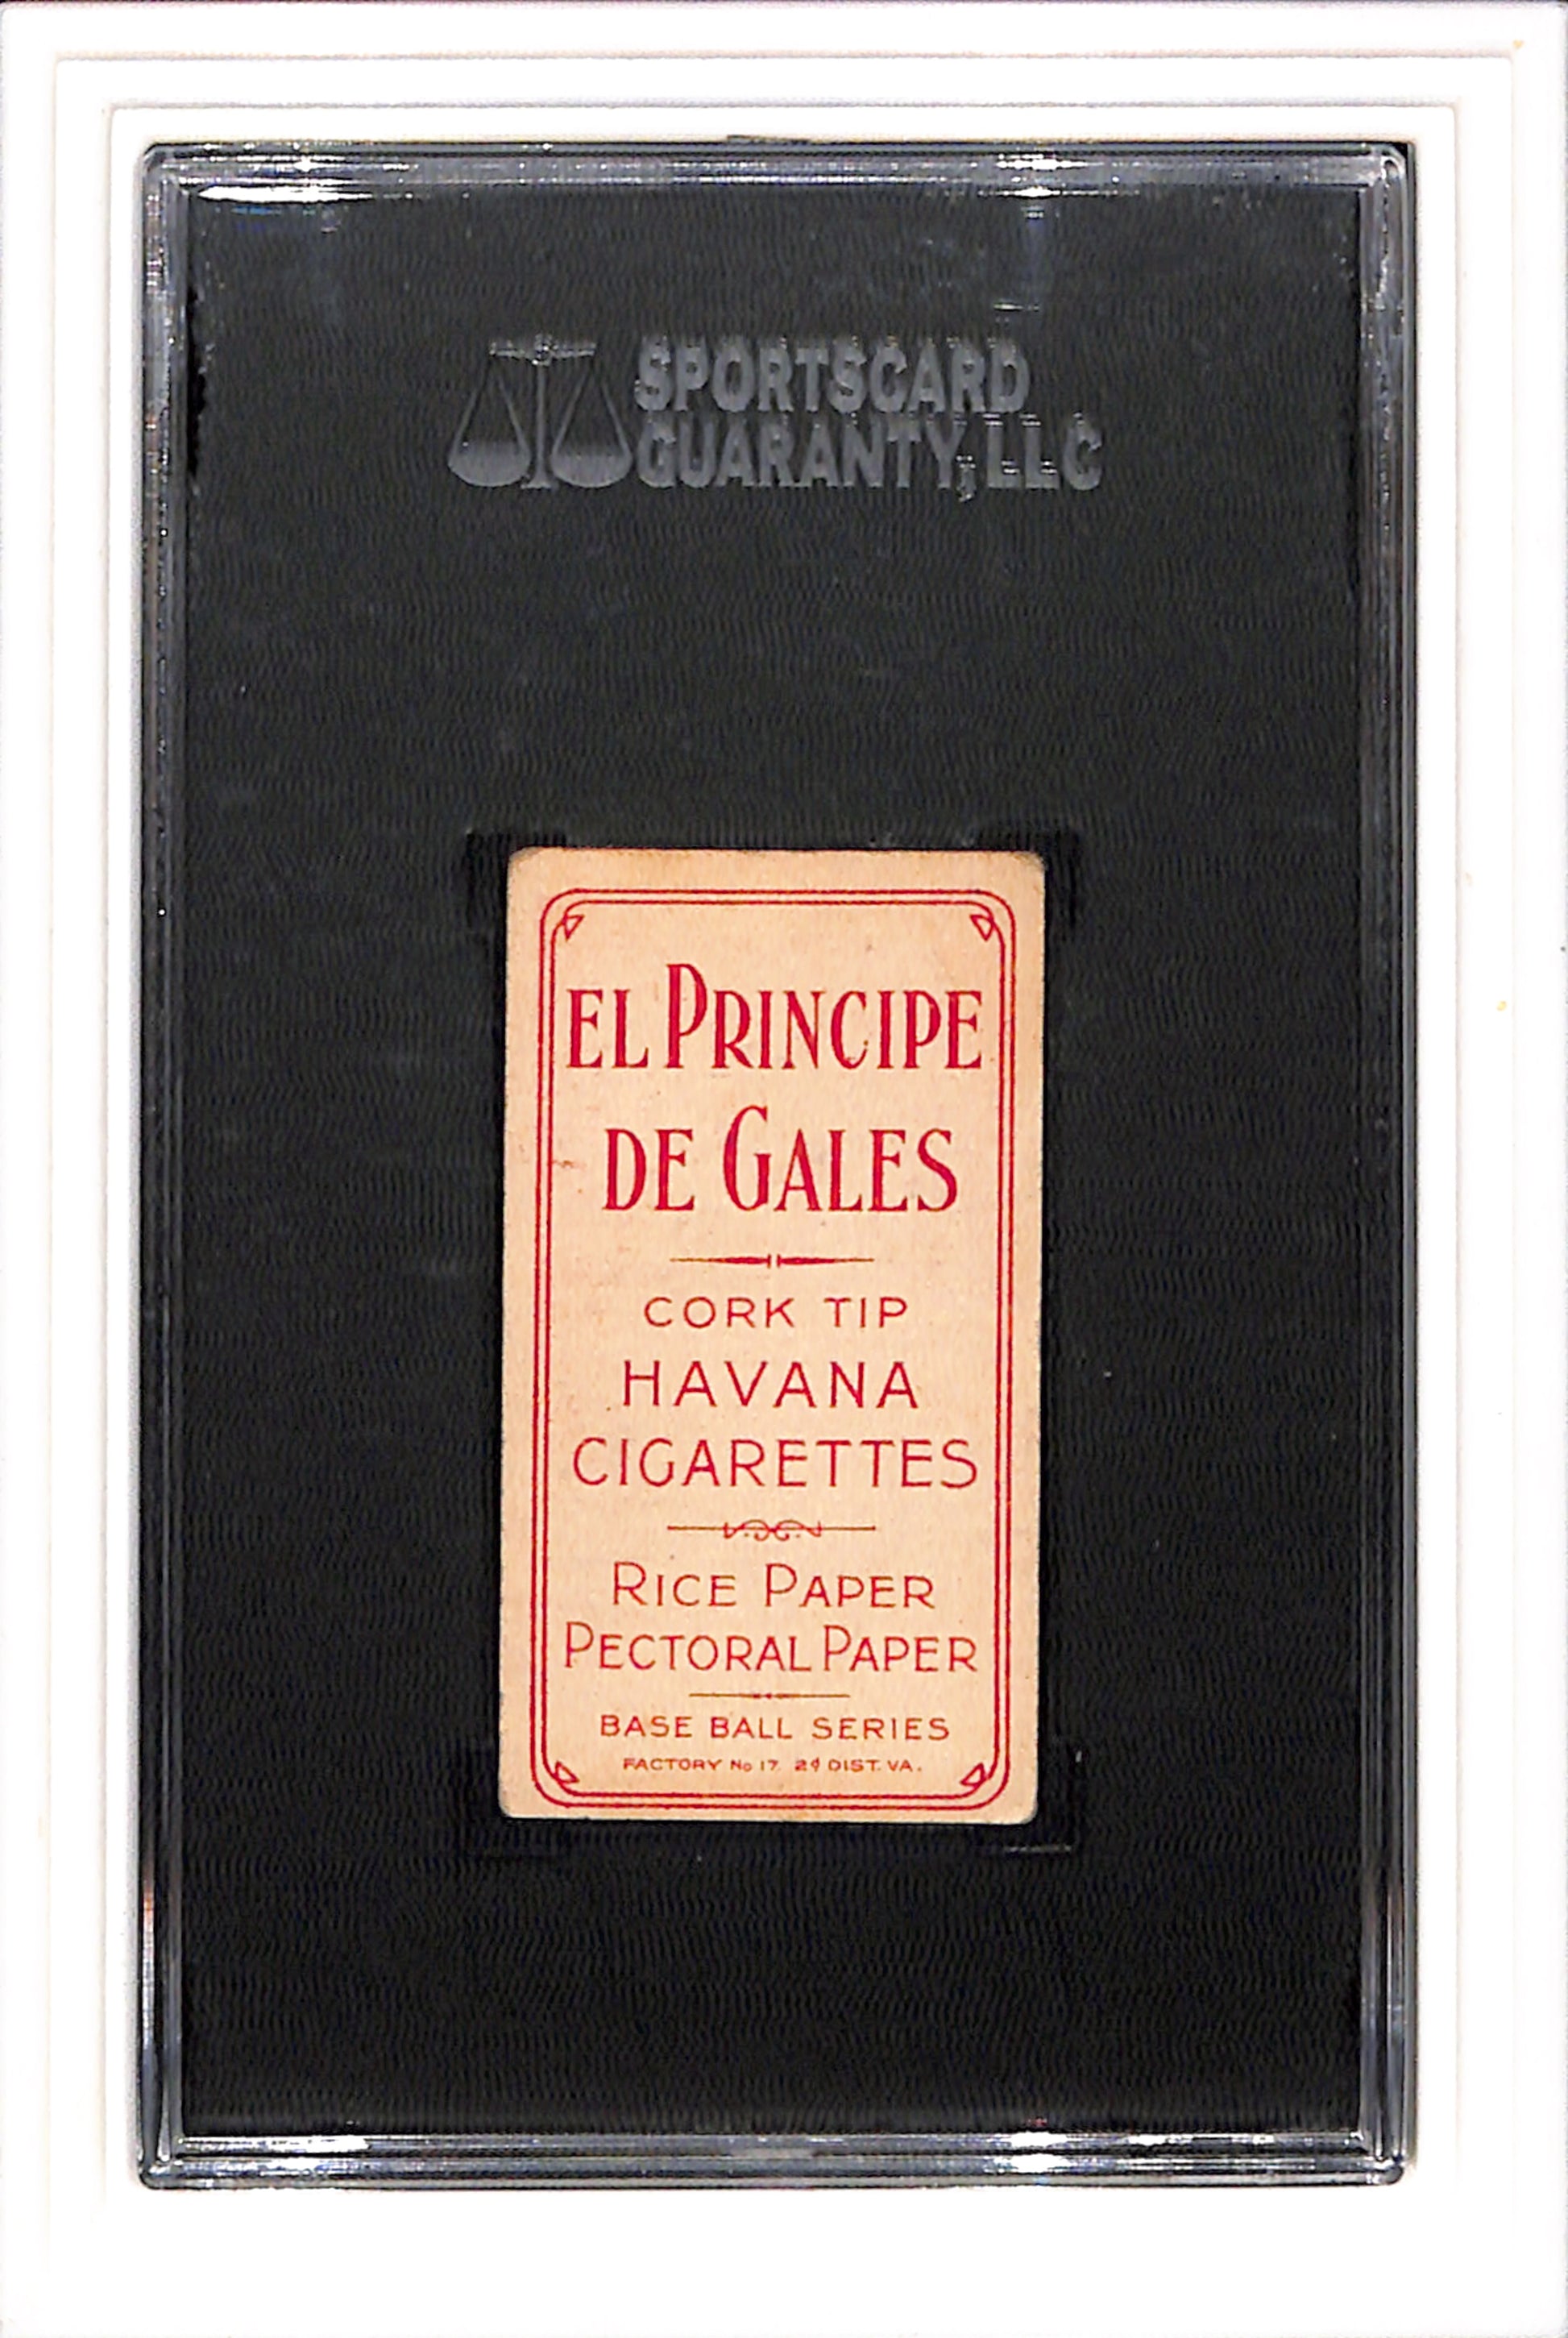 SPORTSCARD
GUARANTY, LLC
EL PRINCIPE
DE GALES
CORK TIP
HAVANA
CIGARETTES
RICE PAPER
PECTORAL PAPER
BASE BALL SERIES
FACTORY No 17. 2d DIST. VA.